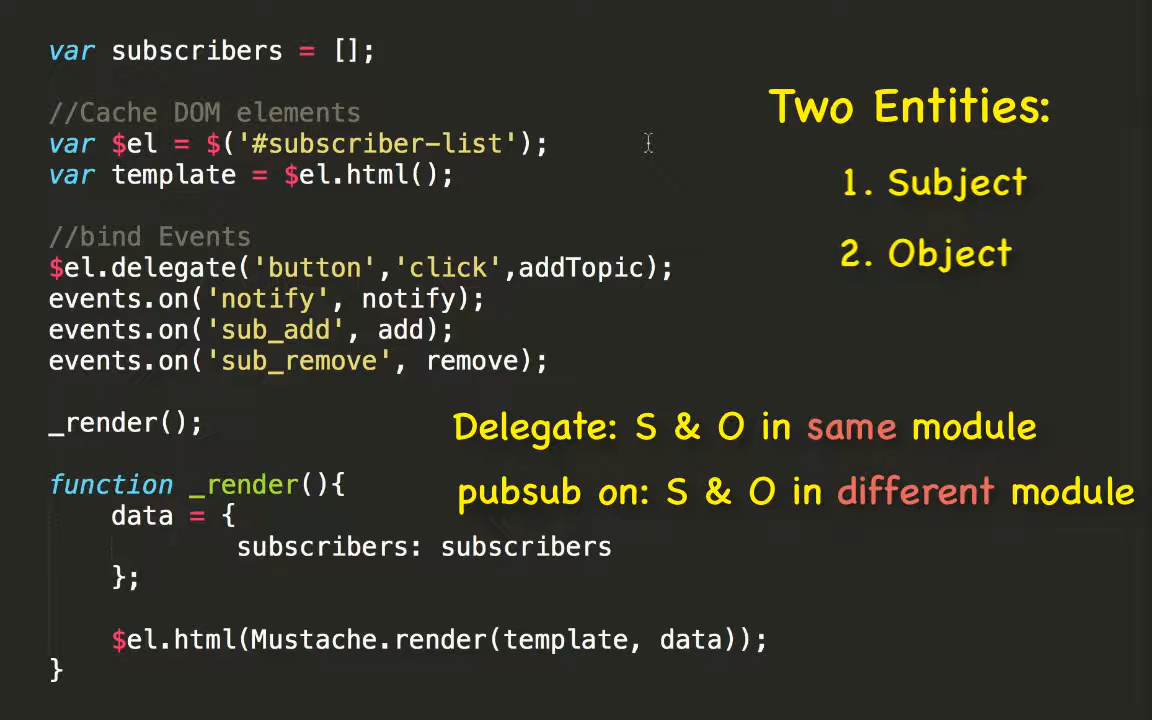 var subscribers = [];
//Cache DOM elements
var $el = $('#subscriber-list');
var template = $el.html();
//bind Events
$el.delegate('button','click',addTopic);
events.on('notify', notify);
events.on('sub_add', add);
events.on('sub_remove', remove);
_render();
function _render(){
data = {
subscribers: subscribers
};
$el.html(Mustache.render(template, data));
}
Two Entities:
1. Subject
2. Object
Delegate: S & O in same module
pubsub on: S & O in different module